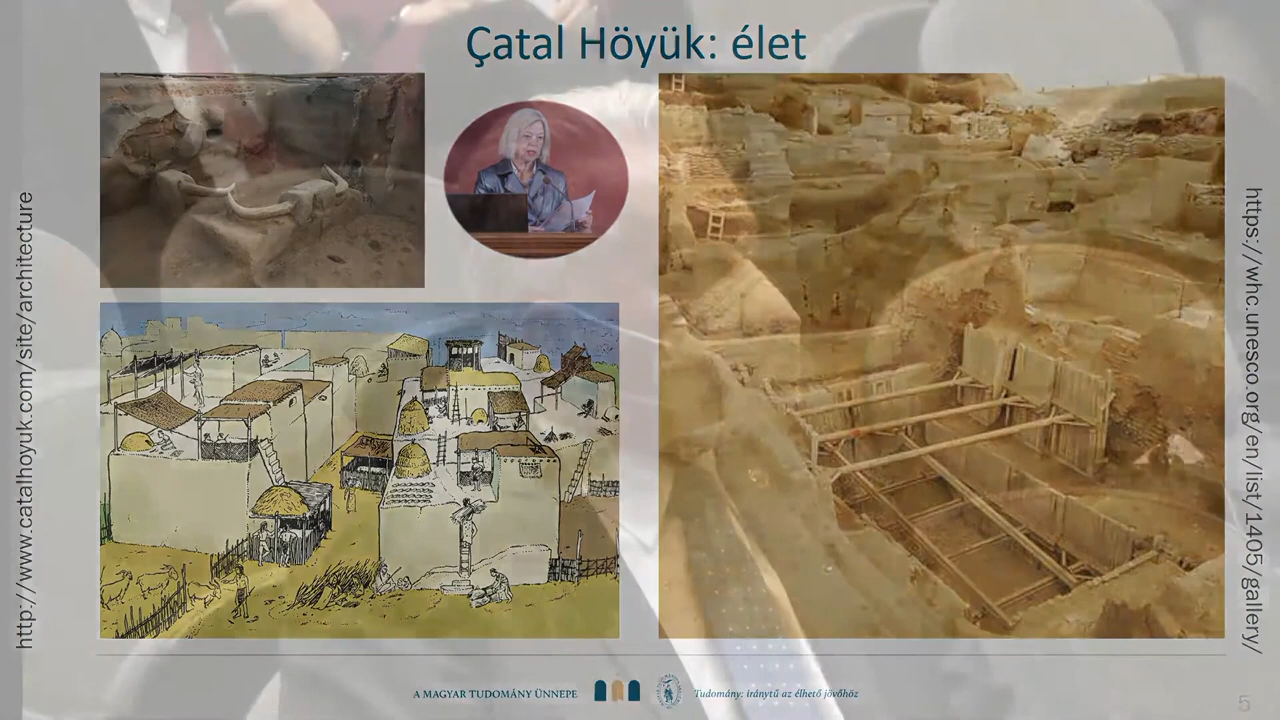 Çatal Höyük: élet
http://www.catalhoyuk.com/site/architecture
https://whc.unesco.org/en/list/1405/gallery/
A MAGYAR TUDOMÁNY ÜNNEPE
Tudomány: iránytű az élhető jövőhöz
5